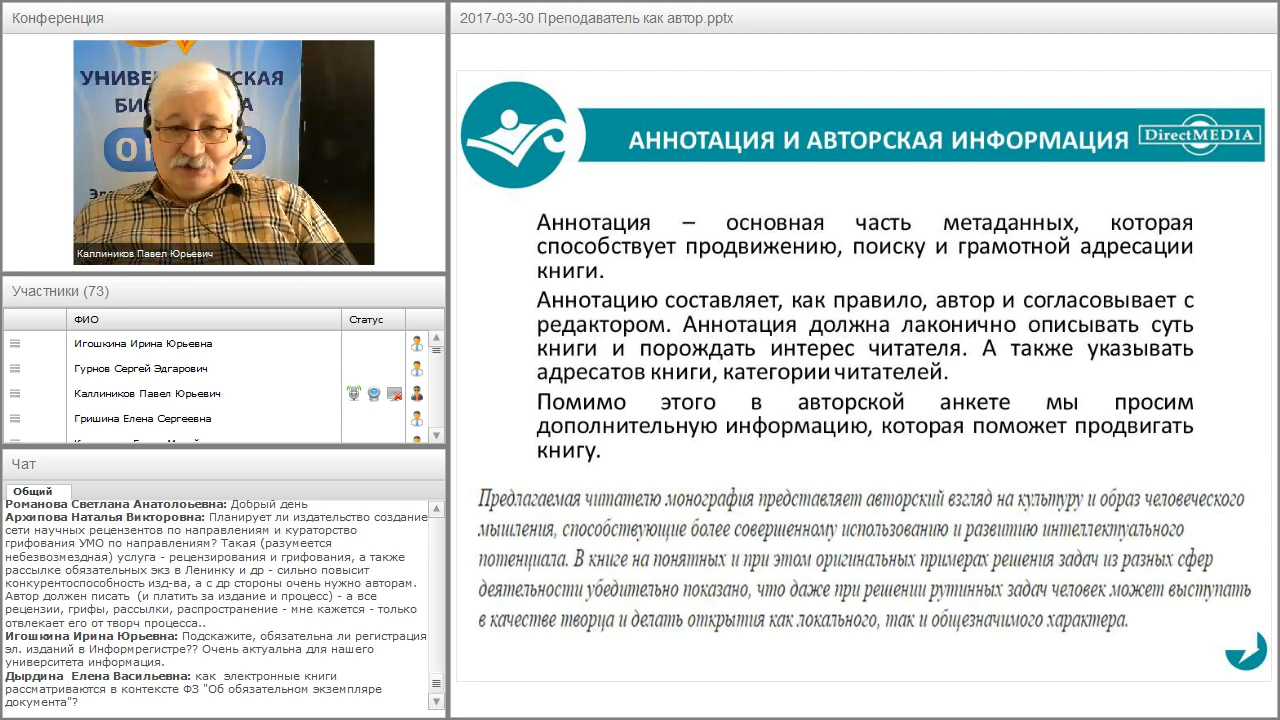 Конференция
УНИВЕ СКАЯ
БИ А
О
Эле
Каллиников Павел Юрьевич
Участники (73)
ФИО Статус
Игошкина Ирина Юрьевна
Гурнов Сергей Эдгарович
Каллиников Павел Юрьевич
Гришина Елена Сергеевна
Чат
Общий
Романова Светлана Анатолоьевна: Добрый день
Архипова Наталья Викторовна: Планирует ли издательство создание
сети научных рецензентов по направлениям и кураторство
грифования УМО по направлениям? Такая (разумеется
небезвозмездная) услуга - рецензирования и грифования, а также
рассылке обязательных экз в Ленинку и др - сильно повысит
конкурентоспособность изд-ва, а с др стороны очень нужно авторам.
Автор должен писать (и платить за издание и процесс) - а все
рецензии, грифы, рассылки, распространение - мне кажется - только
отвлекает его от творч процесса..
Игошкина Ирина Юрьевна: Подскажите, обязательна ли регистрация
эл. изданий в Информрегистре?? Очень актуальна для нашего
университета информация.
Дырдина Елена Васильевна: как электронные книги
рассматриваются в контексте ФЗ "Об обязательном экземпляре
документа"?
2017-03-30 Преподаватель как автор.pptx
АННОТАЦИЯ И АВТОРСКАЯ ИНФОРМАЦИЯ DirectMEDIA
Аннотация – основная часть метаданных, которая
способствует продвижению, поиску и грамотной адресации
книги.
Аннотацию составляет, как правило, автор и согласовывает с
редактором. Аннотация должна лаконично описывать суть
книги и порождать интерес читателя. А также указывать
адресатов книги, категории читателей.
Помимо этого в авторской анкете мы просим
дополнительную информацию, которая поможет продвигать
книгу.
Предлагаемая читателю монография представляет авторский взгляд на культуру и образ человеческого
мышления, способствующие более совершенному использованию и развитию интеллектуального
потенциала. В книге на понятных и при этом оригинальных примерах решения задач из разных сфер
деятельности убедительно показано, что даже при решении рутинных задач человек может выступать
в качестве творца и делать открытия как локального, так и общезначимого характера.